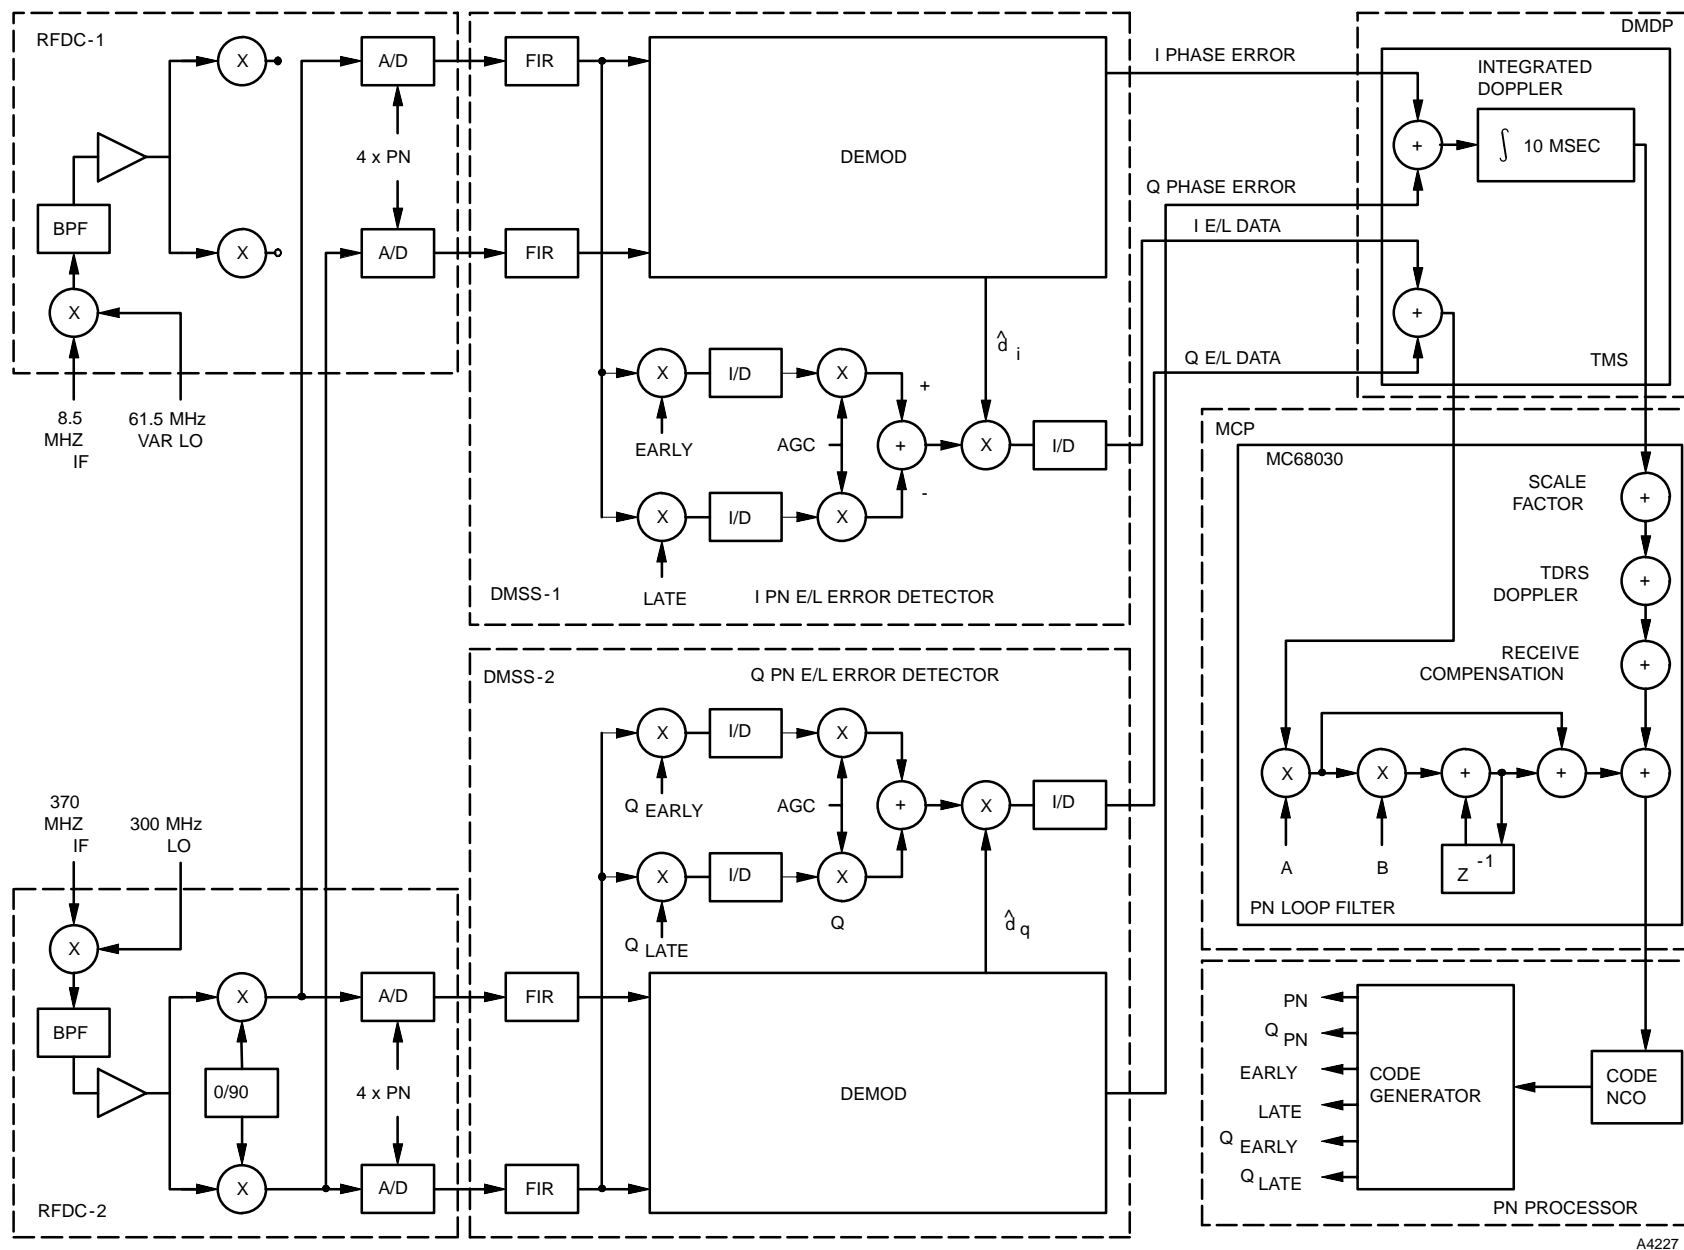 RFDC-1
X
A/D
FIR
DEMOD
4 x PN
BPF
X
A/D
FIR
X
8.5
MHZ
IF
61.5 MHz
VAR LO
X
I/D
X
EARLY
AGC
+
+
-
X
I/D
d̂ i
X
I/D
X
LATE
DMSS-1
I PN E/L ERROR DETECTOR
I PHASE ERROR
Q PHASE ERROR
I E/L DATA
Q E/L DATA
DMDP
INTEGRATED
DOPPLER
+
∫ 10 MSEC
+
TMS
MCP
MC68030
SCALE
FACTOR
+
TDRS
DOPPLER
+
RECEIVE
COMPENSATION
+
X
X
+
+
+
A
B
Z -1
PN LOOP FILTER
DMSS-2
Q PN E/L ERROR DETECTOR
X
I/D
X
Q EARLY
AGC
+
X
I/D
X
I/D
X
Q LATE
Q
d̂ q
370
MHZ
IF
300 MHz
LO
X
BPF
X
A/D
FIR
0/90
4 x PN
DEMOD
X
A/D
FIR
RFDC-2
PN
Q PN
EARLY
LATE
Q EARLY
Q LATE
CODE
GENERATOR
CODE
NCO
PN PROCESSOR
A4227